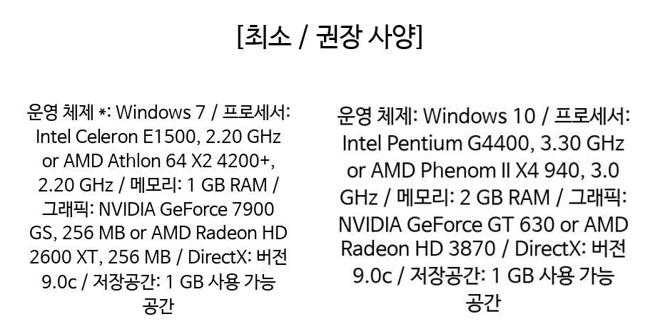 [최소 / 권장 사양]
운영 체제 *: Windows 7 / 프로세서:
Intel Celeron E1500, 2.20 GHz
or AMD Athlon 64 X2 4200+,
2.20 GHz / 메모리: 1 GB RAM /
그래픽: NVIDIA GeForce 7900
GS, 256 MB or AMD Radeon HD
2600 XT, 256 MB / DirectX: 버전
9.0c / 저장공간: 1 GB 사용 가능
공간
운영 체제: Windows 10 / 프로세서:
Intel Pentium G4400, 3.30 GHz
or AMD Phenom II X4 940, 3.0
GHz / 메모리: 2 GB RAM / 그래픽:
NVIDIA GeForce GT 630 or AMD
Radeon HD 3870 / DirectX: 버전
9.0c / 저장공간: 1 GB 사용 가능
공간